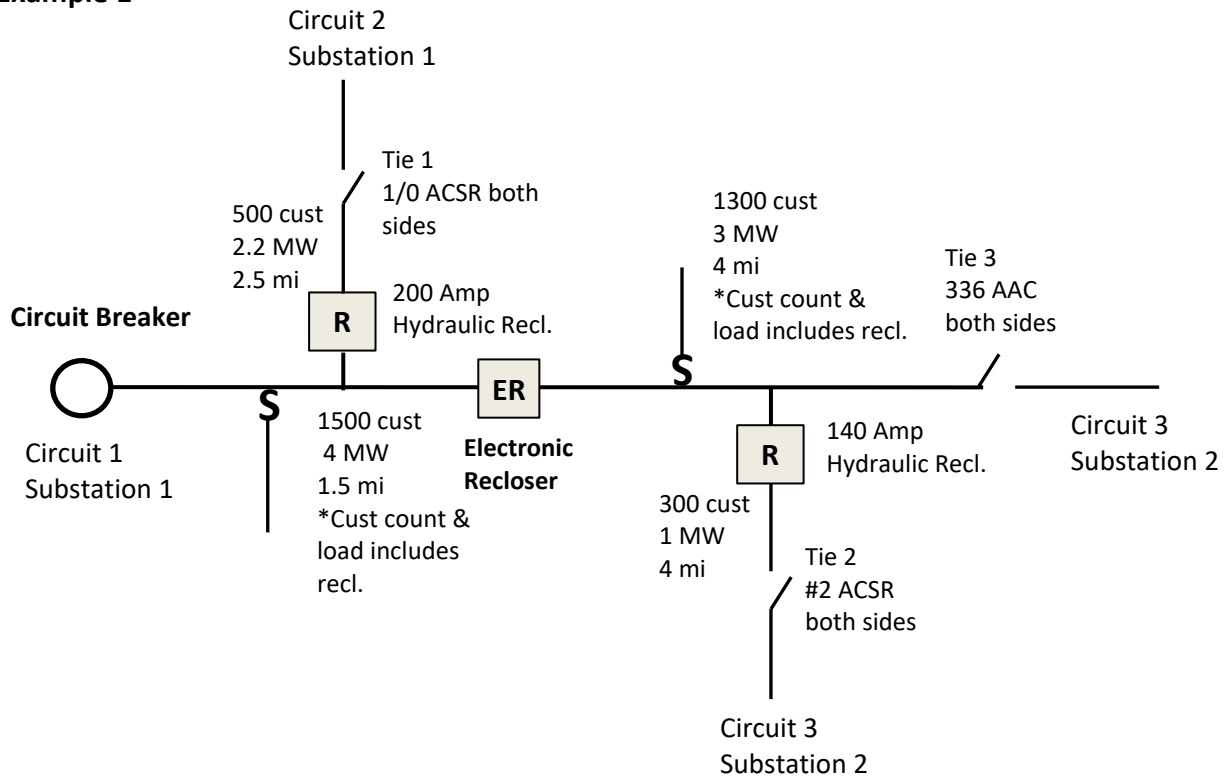 Circuit 2
Substation 1
Tie 1
1/0 ACSR both
sides
500 cust
2.2 MW
2.5 mi
R
200 Amp
Hydraulic Recl.
1300 cust
3 MW
4 mi
*Cust count &
load includes recl.
Tie 3
336 AAC
both sides
Circuit Breaker
S
ER
S
Circuit 1
Substation 1
1500 cust
4 MW
1.5 mi
*Cust count &
load includes
recl.
Electronic
Recloser
R
140 Amp
Hydraulic Recl.
Circuit 3
Substation 2
300 cust
1 MW
4 mi
Tie 2
#2 ACSR
both sides
Circuit 3
Substation 2